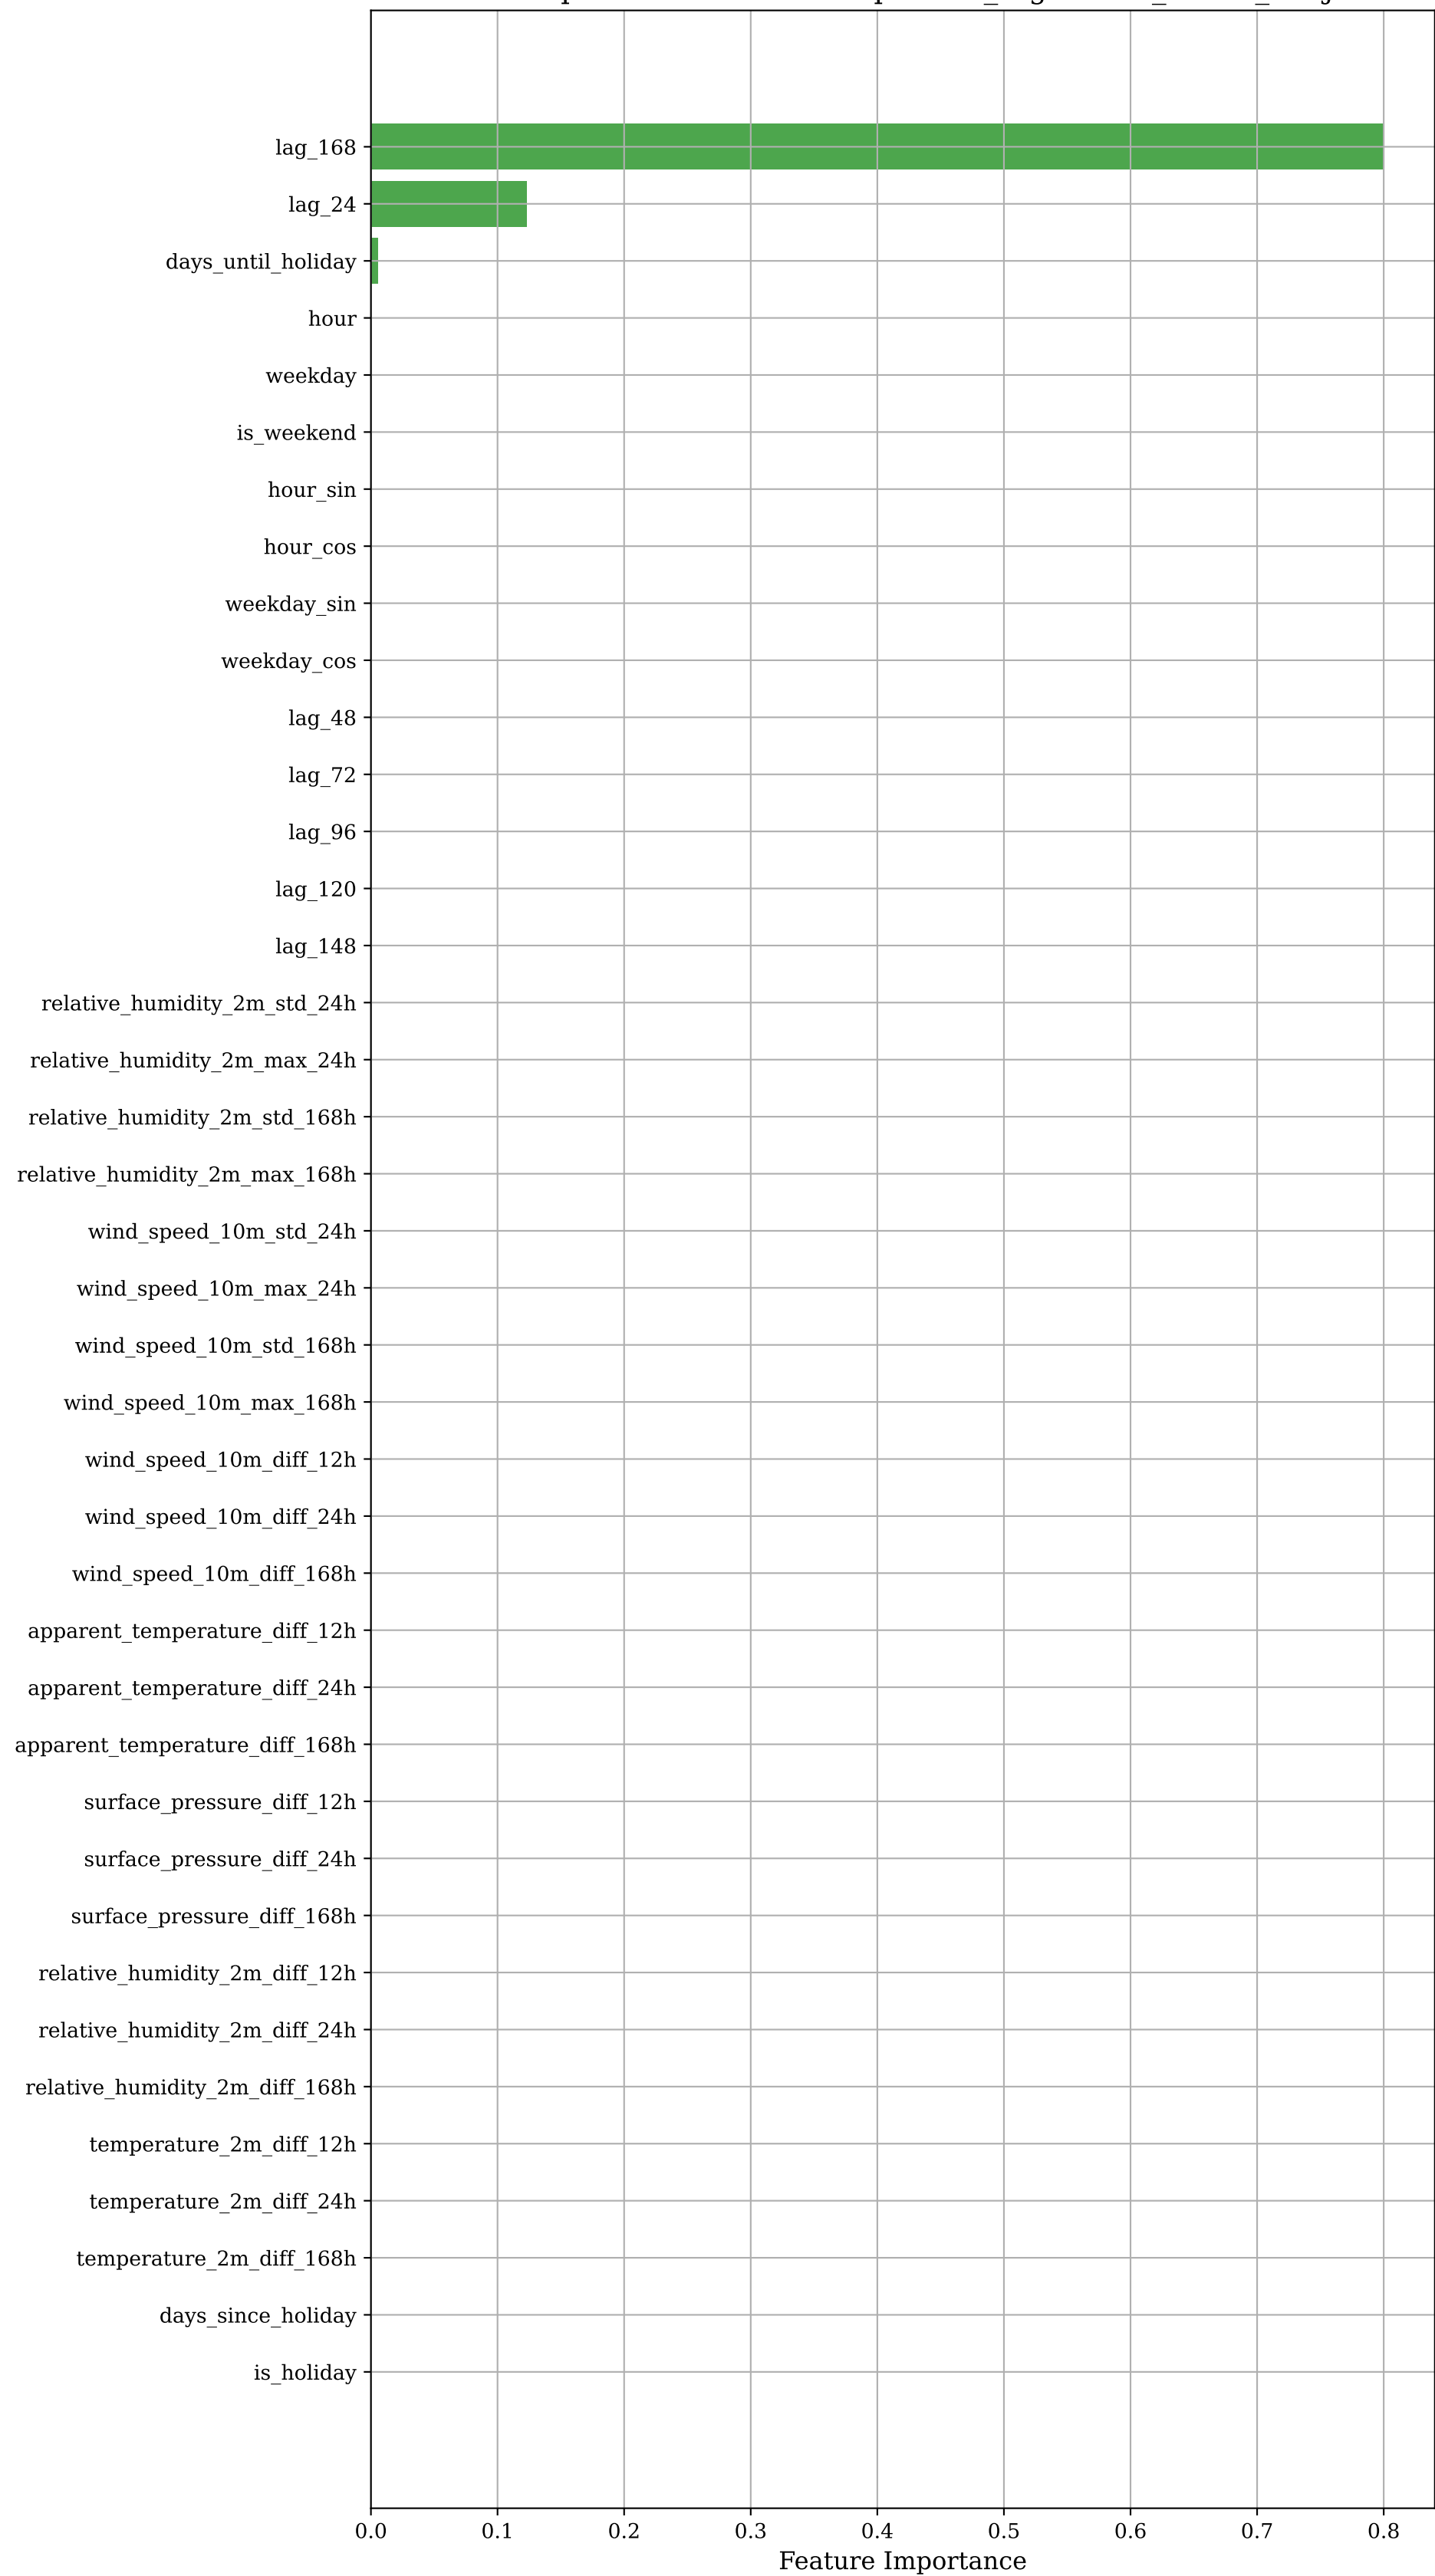 lag_168
lag_24
days_until_holiday
hour
weekday
is_weekend
hour_sin
hour_cos
weekday_sin
weekday_cos
lag_48
lag_72
lag_96
lag_120
lag_148
relative_humidity_2m_std_24h
relative_humidity_2m_max_24h
relative_humidity_2m_std_168h
relative_humidity_2m_max_168h
wind_speed_10m_std_24h
wind_speed_10m_max_24h
wind_speed_10m_std_168h
wind_speed_10m_max_168h
wind_speed_10m_diff_12h
wind_speed_10m_diff_24h
wind_speed_10m_diff_168h
apparent_temperature_diff_12h
apparent_temperature_diff_24h
apparent_temperature_diff_168h
surface_pressure_diff_12h
surface_pressure_diff_24h
surface_pressure_diff_168h
relative_humidity_2m_diff_12h
relative_humidity_2m_diff_24h
relative_humidity_2m_diff_168h
temperature_2m_diff_12h
temperature_2m_diff_24h
temperature_2m_diff_168h
days_since_holiday
is_holiday
0.0 0.1 0.2 0.3 0.4 0.5 0.6 0.7 0.8
Feature Importance